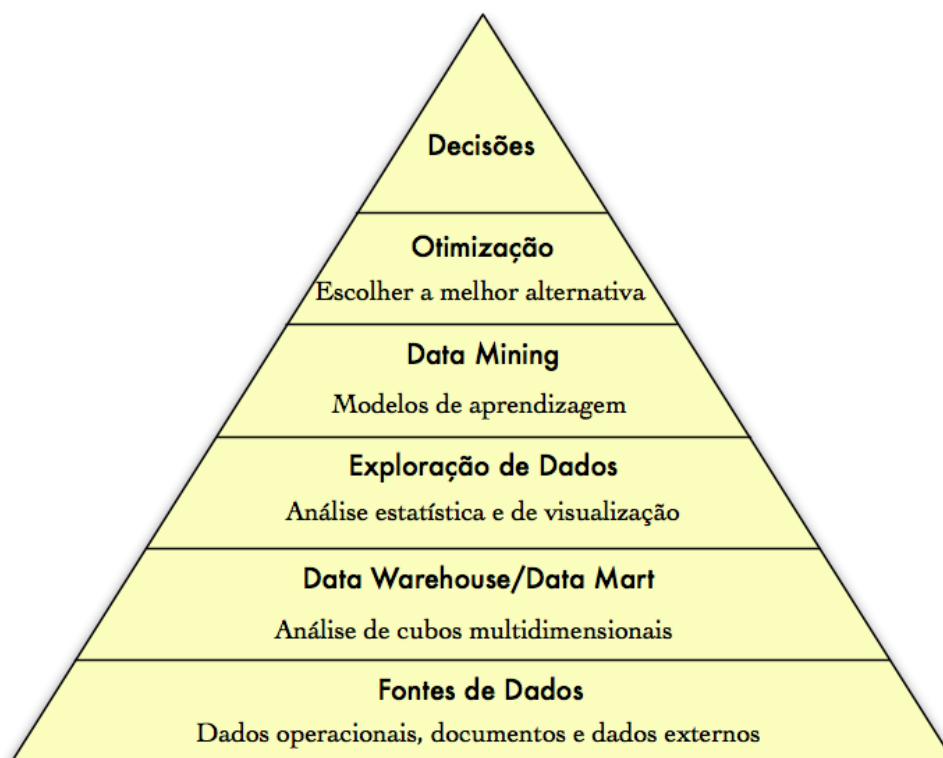 Decisões
Otimização
Escolher a melhor alternativa
Data Mining
Modelos de aprendizagem
Exploração de Dados
Análise estatística e de visualização
Data Warehouse/Data Mart
Análise de cubos multidimensionais
Fontes de Dados
Dados operacionais, documentos e dados externos